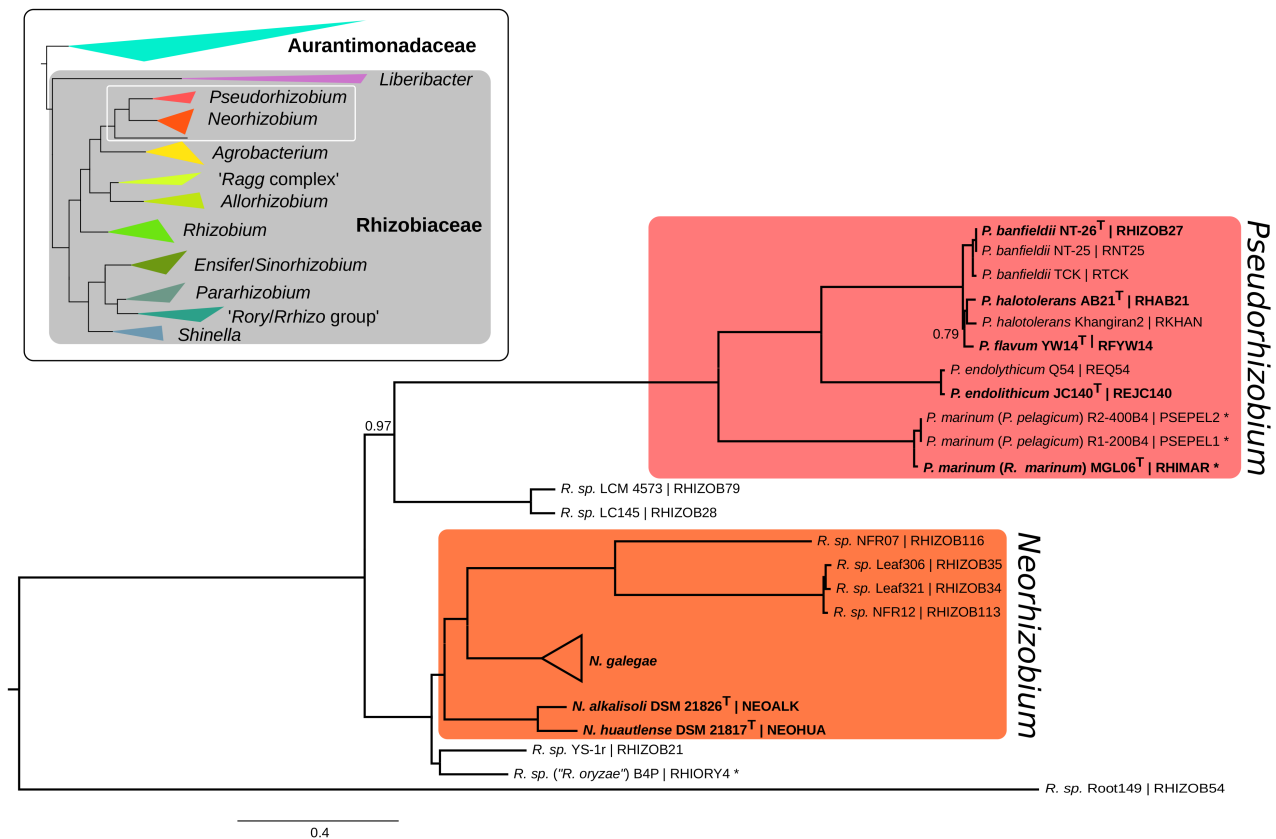 Aurantimonadaceae
Liberibacter
Pseudorhizobium
Neorhizobium
Agrobacterium
'Ragg complex'
Allorhizobium
Rhizobiaceae
Rhizobium
Ensifer/Sinorhizobium
Pararhizobium
'Rory/Rrhizo group'
Shinella
P. banfieldii NT-26T | RHIZOB27
P. banfieldii NT-25 | RNT25
P. banfieldii TCK | RTCK
P. halotolerans AB21T | RHAB21
P. halotolerans Khangiran2 | RKHAN
0.79
P. flavum YW14T | RFYW14
P. endolythicum Q54 | REQ54
P. endolithicum JC140T | REJC140
P. marinum (P. pelagicum) R2-400B4 | PSEPEL2 *
P. marinum (P. pelagicum) R1-200B4 | PSEPEL1 *
P. marinum (R. marinum) MGL06T | RHIMAR *
Pseudorhizobium
0.97
R. sp. LCM 4573 | RHIZOB79
R. sp. LC145 | RHIZOB28
R. sp. NFR07 | RHIZOB116
R. sp. Leaf306 | RHIZOB35
R. sp. Leaf321 | RHIZOB34
R. sp. NFR12 | RHIZOB113
N. galegae
N. alkalisoli DSM 21826T | NEOALK
N. huautlense DSM 21817T | NEOHUA
Neorhizobium
R. sp. YS-1r | RHIZOB21
R. sp. ("R. oryzae") B4P | RHIORY4 *
R. sp. Root149 | RHIZOB54
0.4